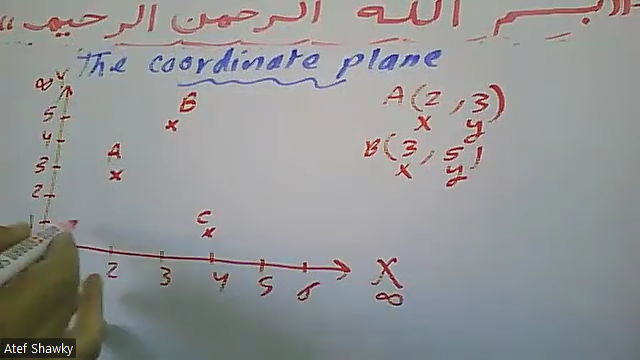 "بسم الله الرحمن الرحيم"
The coordinate plane
∞ y
B
A(2, 3)
5
x
x y
4
B(3, 5)
A
x y
3
x
2
C
x
1
2 3 4 5 6 X
∞
Atef Shawky